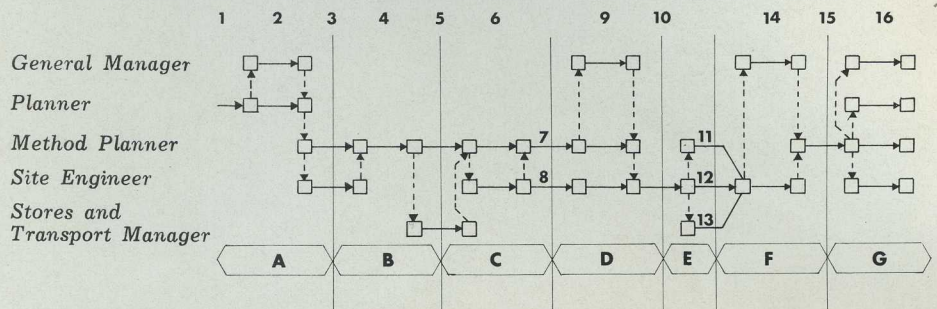 1 2 3 4 5 6 9 10 14 15 16
General Manager
Planner
Method Planner 7 11
Site Engineer 8 12
Stores and
Transport Manager 13
A B C D E F G